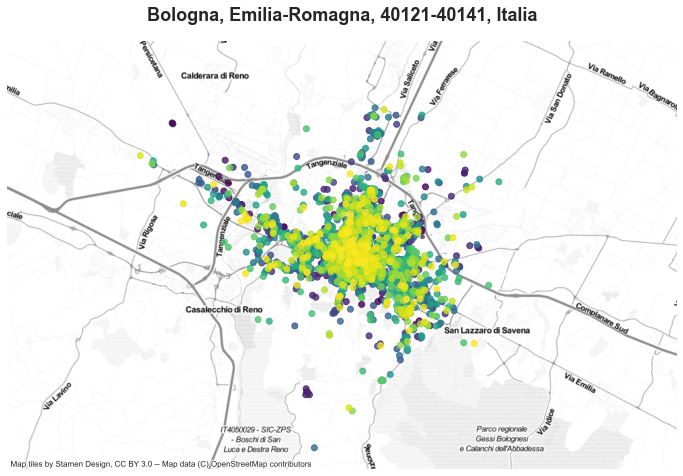 Bologna, Emilia-Romagna, 40121-40141, Italia
Persicetana
Calderara di Reno
Via Saliceto
Via Ferrarese
Via San Donato
Via Ramello
Via Bagnaro
milia
Tangenziale
Tangenziale
Tangenziale
ciale
Via Rigosa
Casalecchio di Reno
San Lazzaro di Savena
Complanare Sud
Via Emilia
Via Lavino
Via Idice
IT4050029 - SIC-ZPS
- Boschi di San
Luca e Destra Reno
Parco regionale
Gessi Bolognesi
e Calanchi dell'Abbadessa
Map tiles by Stamen Design, CC BY 3.0 -- Map data (C) OpenStreetMap contributors